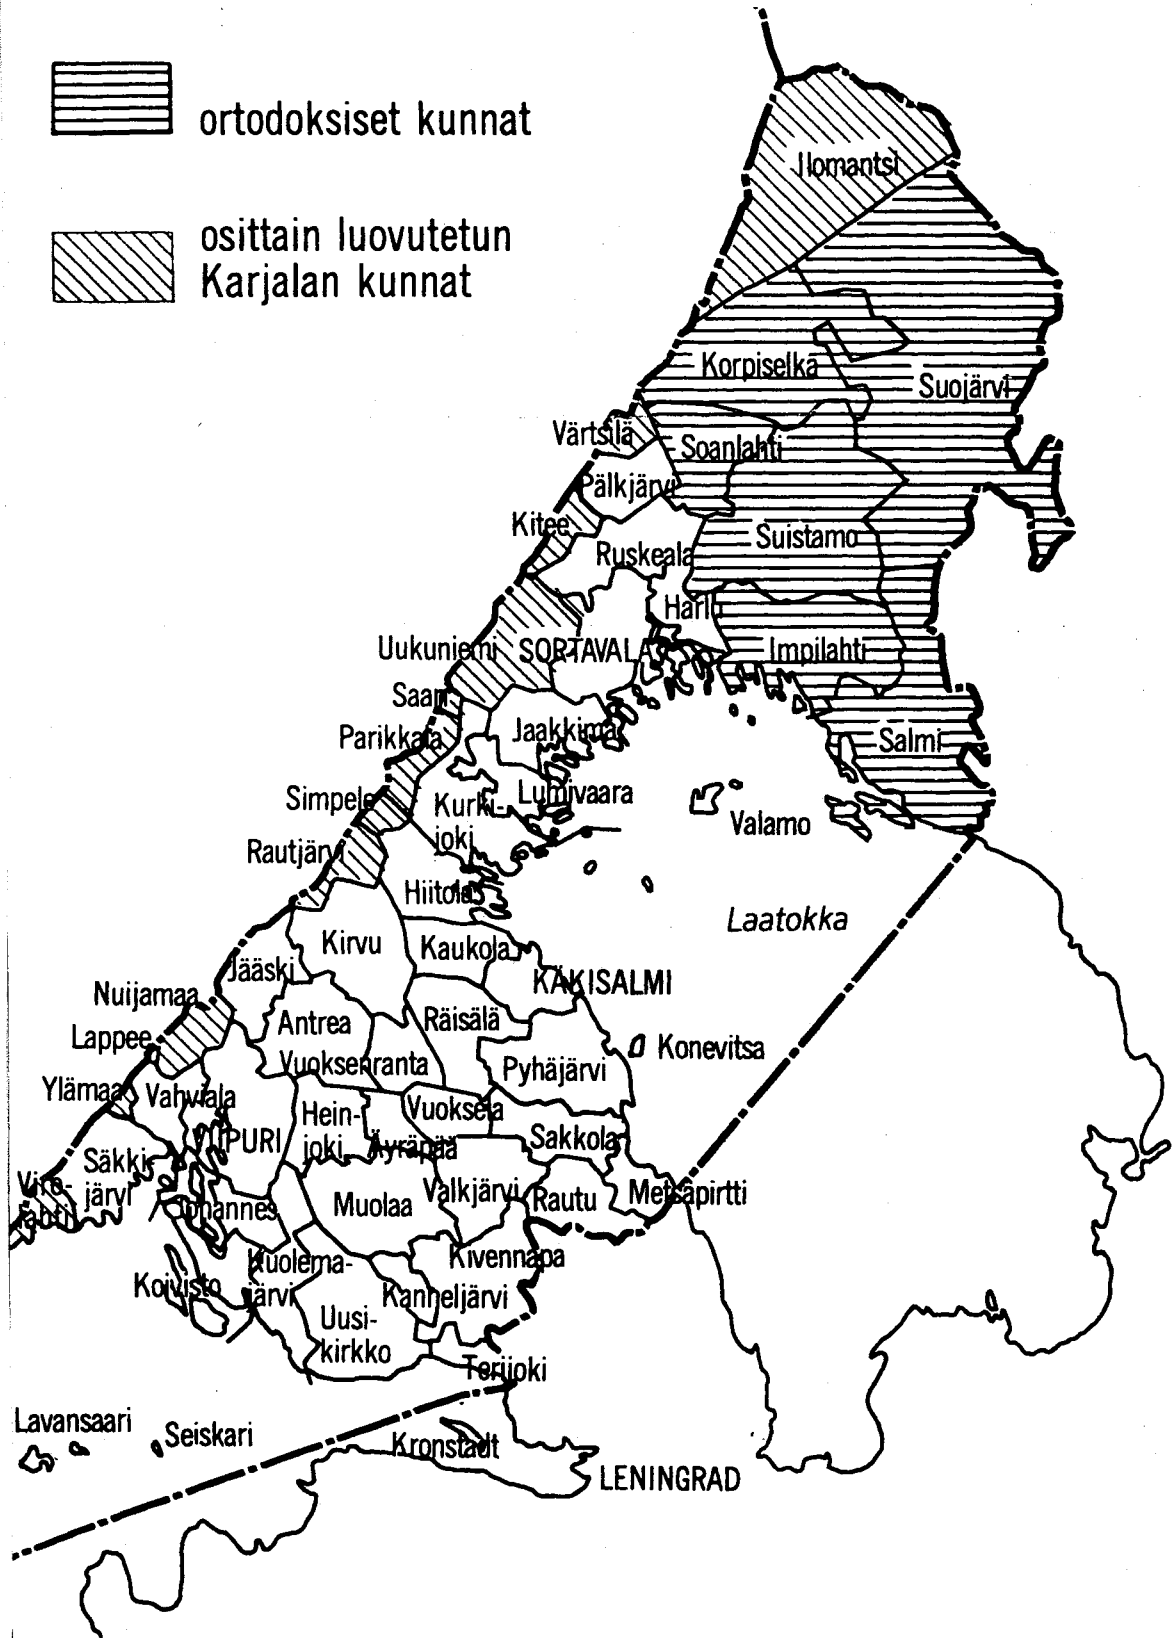 ortodoksiset kunnat
osittain luovutetun
Karjalan kunnat
Ilomantsi
Korpiselkä
Suojärvi
Värtsilä
Soanlahti
Pälkjärvi
Kitee
Suistamo
Ruskeala
Harlu
Uukuniemi
SORTAVALA
Impilahti
Saari
Parikkala
Jaakkima
Salmi
Simpele
Kurki-
joki
Lumivaara
Valamo
Rautjärvi
Hiitola
Laatokka
Kirvu
Kaukola
Jääski
KÄKISALMI
Nuijamaa
Antrea
Räisälä
Lappee
Vuoksenranta
Pyhäjärvi
Konevitsa
Ylämaa
Vahviala
Hein-
joki
Vuoksela
VIIPURI
Äyräpää
Sakkola
Säkki-
järvi
Viro-
lahti
Johannes
Muolaa
Valkjärvi
Rautu
Metsäpirtti
Kuolema-
järvi
Kivennapa
Koivisto
Kanneljärvi
Uusi-
kirkko
Terijoki
Lavansaari
Seiskari
Kronstadt
LENINGRAD